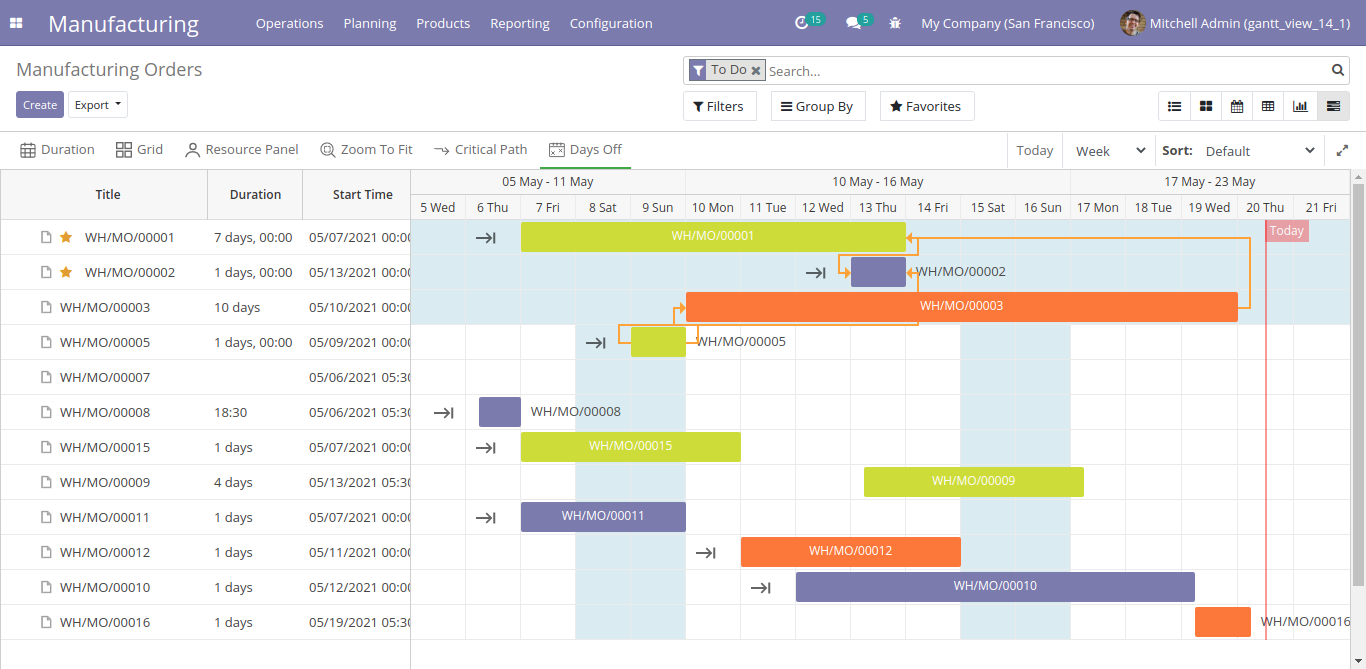 Manufacturing Operations Planning Products Reporting Configuration 15 5 My Company (San Francisco) Mitchell Admin (gantt_view_14_1)
Manufacturing Orders To Do Search...
Create Export Filters Group By Favorites
Duration Grid Resource Panel Zoom To Fit Critical Path Days Off Today Week Sort: Default
Title Duration Start Time 05 May - 11 May 10 May - 16 May 17 May - 23 May
5 Wed 6 Thu 7 Fri 8 Sat 9 Sun 10 Mon 11 Tue 12 Wed 13 Thu 14 Fri 15 Sat 16 Sun 17 Mon 18 Tue 19 Wed 20 Thu 21 Fri
WH/MO/00001 7 days, 00:00 05/07/2021 00:00 WH/MO/00001 Today
WH/MO/00002 1 days, 00:00 05/13/2021 00:00 WH/MO/00002
WH/MO/00003 10 days 05/10/2021 00:00 WH/MO/00003
WH/MO/00005 1 days, 00:00 05/09/2021 00:00 WH/MO/00005
WH/MO/00007 05/06/2021 05:30
WH/MO/00008 18:30 05/06/2021 05:30 WH/MO/00008
WH/MO/00015 1 days 05/07/2021 00:00 WH/MO/00015
WH/MO/00009 4 days 05/13/2021 05:30 WH/MO/00009
WH/MO/00011 1 days 05/07/2021 00:00 WH/MO/00011
WH/MO/00012 1 days 05/11/2021 00:00 WH/MO/00012
WH/MO/00010 1 days 05/12/2021 00:00 WH/MO/00010
WH/MO/00016 1 days 05/19/2021 05:30 WH/MO/00016